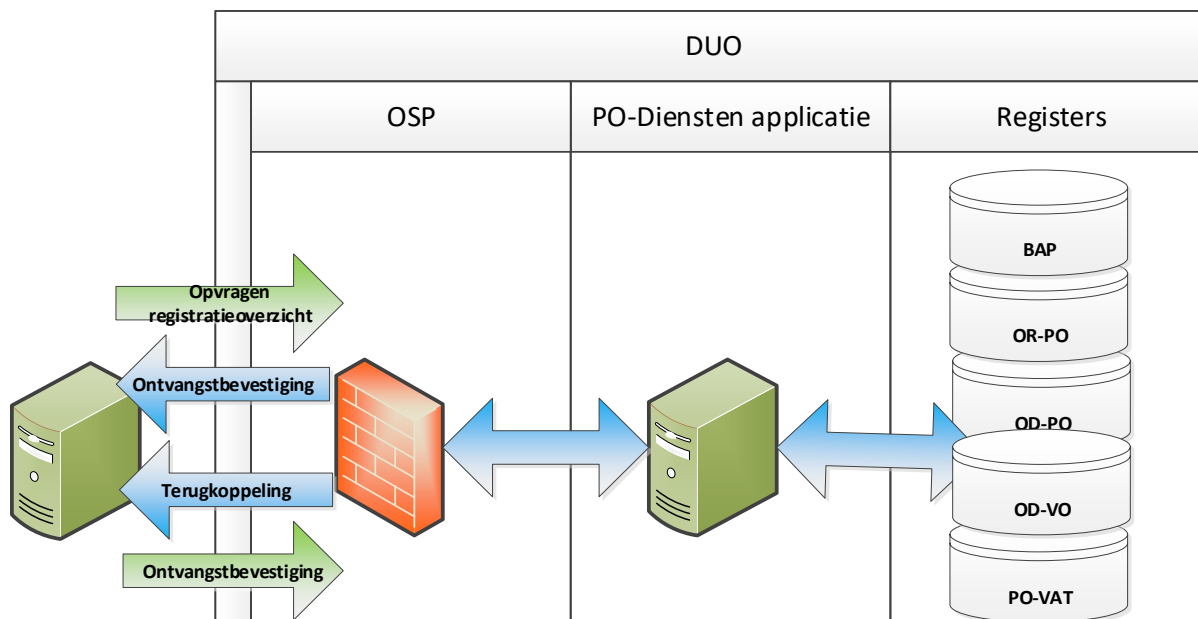 DUO
OSP
PO-Diensten applicatie
Registers
BAP
Opvragen
registratieoverzicht
OR-PO
Ontvangstbevestiging
OD-PO
Terugkoppeling
OD-VO
Ontvangstbevestiging
PO-VAT